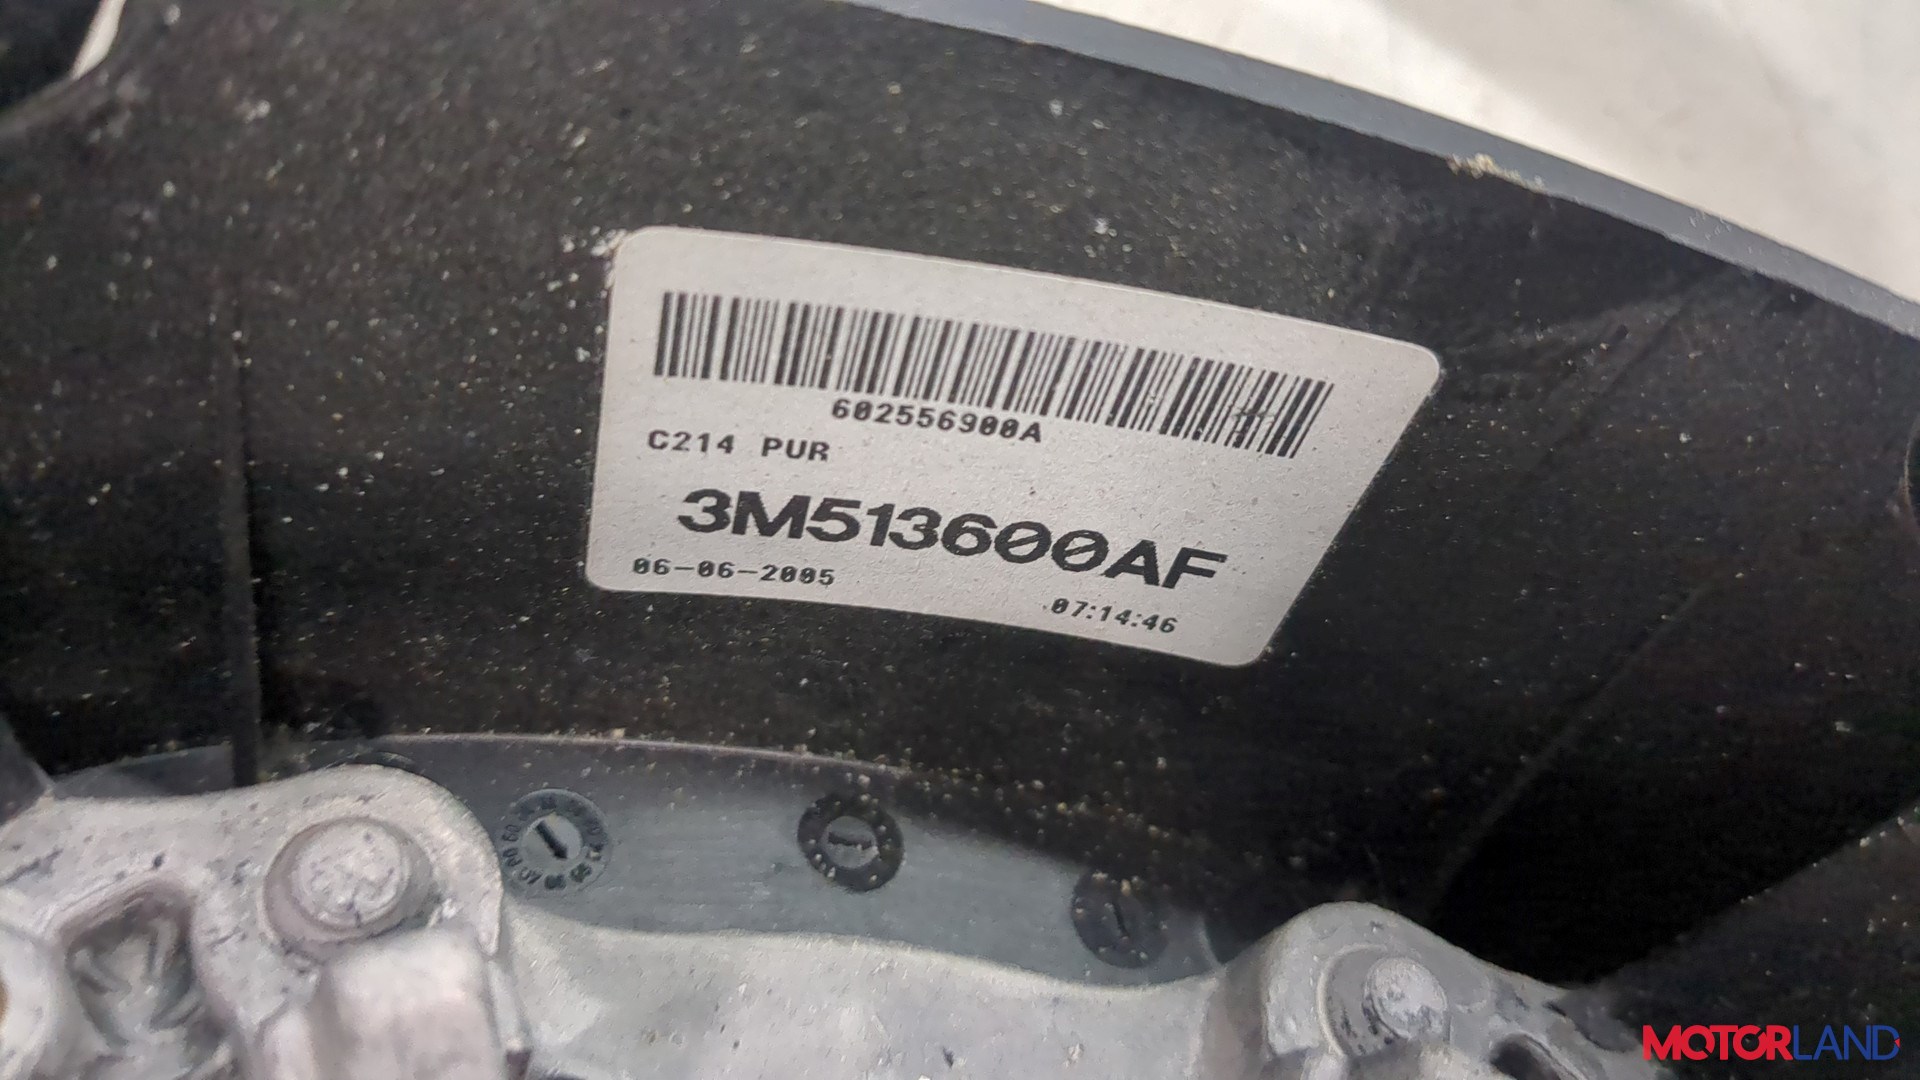 602556900A
C214 PUR
3M513600AF
06-06-2005
07:14:46
MOTORLAND